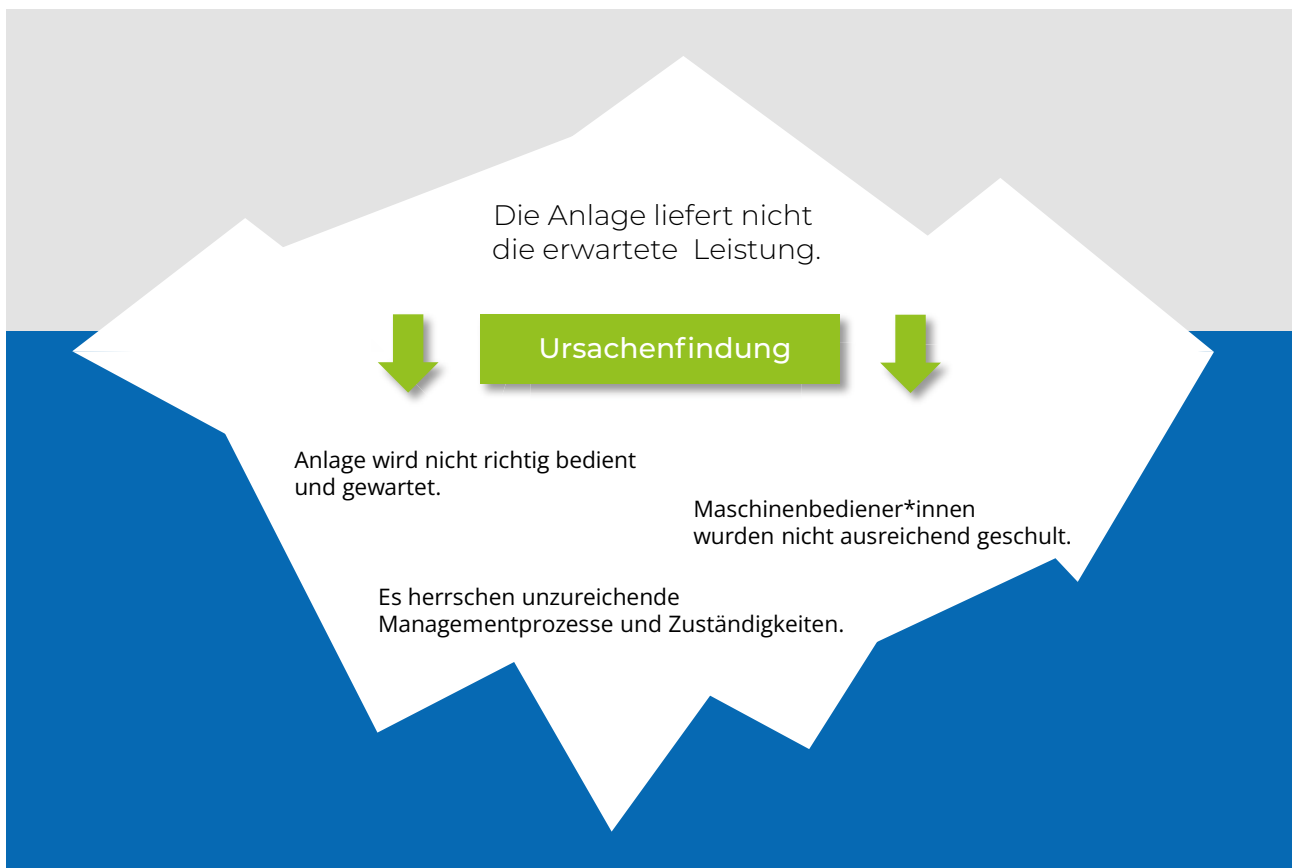 Die Anlage liefert nicht
die erwartete Leistung.
Ursachenfindung
Anlage wird nicht richtig bedient
und gewartet.
Maschinenbediener*innen
wurden nicht ausreichend geschult.
Es herrschen unzureichende
Managementprozesse und Zuständigkeiten.